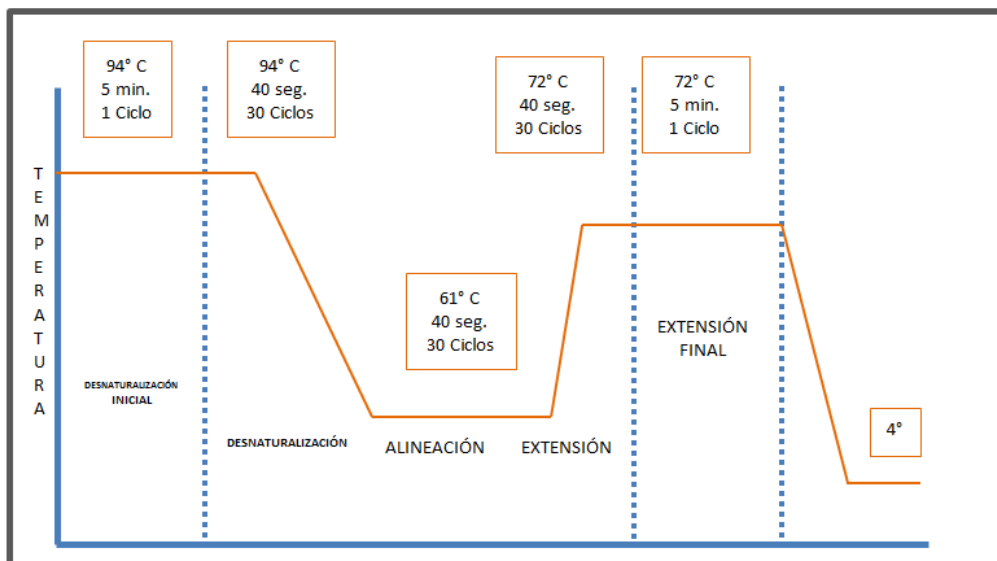 94° C
5 min.
1 Ciclo
94° C
40 seg.
30 Ciclos
72° C
40 seg.
30 Ciclos
72° C
5 min.
1 Ciclo
TEMPERATURA
61° C
40 seg.
30 Ciclos
EXTENSIÓN
FINAL
DESNATURALIZACIÓN
INICIAL
DESNATURALIZACIÓN
ALINEACIÓN
EXTENSIÓN
4°